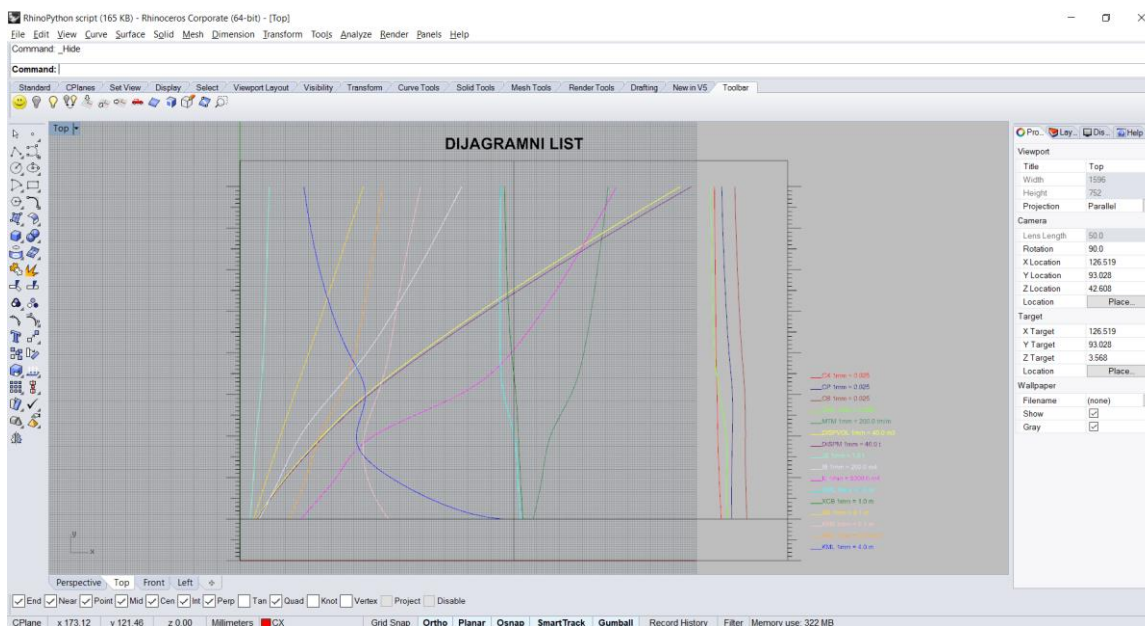 RhinoPython script (165 KB) - Rhinoceros Corporate (64-bit) - [Top]
File Edit View Curve Surface Solid Mesh Dimension Transform Tools Analyze Render Panels Help
Command: _Hide
Command:
Standard CPlanes Set View Display Select Viewport Layout Visibility Transform Curve Tools Solid Tools Mesh Tools Render Tools Drafting New in V5 Toolbar
Top
DIJAGRAMNI LIST
CX 1mm = 0.025
CP 1mm = 0.025
CB 1mm = 0.025
MTM 1mm = 200.0 tm/m
DISPM 1mm = 40.0 t
XCB 1mm = 1.0 m
KML 1mm = 4.0 m
y
x
Pro... Lay... Dis... Help
Viewport
Title Top
Width 1596
Height 752
Projection Parallel
Camera
Lens Length 50.0
Rotation 90.0
X Location 126.519
Y Location 93.028
Z Location 42.608
Location Place...
Target
X Target 126.519
Y Target 93.028
Z Target 3.568
Location Place...
Wallpaper
Filename (none)
Show
Gray
Perspective Top Front Left
End Near Point Mid Cen Int Perp Tan Quad Knot Vertex Project Disable
CPlane x 173.12 y 121.46 z 0.00 Millimeters CX Grid Snap Ortho Planar Osnap SmartTrack Gumball Record History Filter Memory use: 322 MB